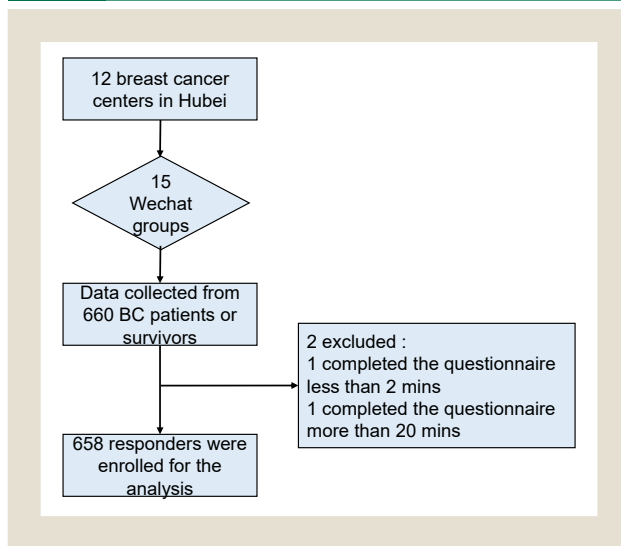 12 breast cancer
centers in Hubei
15
Wechat
groups
Data collected from
660 BC patients or
survivors
2 excluded :
1 completed the questionnaire
less than 2 mins
1 completed the questionnaire
more than 20 mins
658 responders were
enrolled for the
analysis